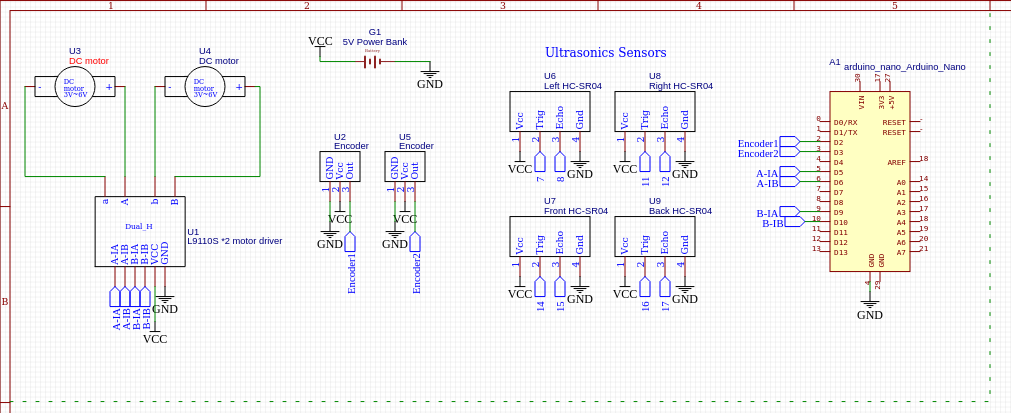 1 2 3 4 5
A
B
U3
DC motor
DC
motor
3V~6V
- +
U4
DC motor
DC
motor
3V~6V
- +
a A b B
Dual_H
A-IA A-IB B-IA B-IB VCC GND
U1
L9110S *2 motor driver
A-IA A-IB B-IA B-IB
GND
VCC
VCC
G1
5V Power Bank
Battery
GND
U2
Encoder
GND Vcc Out
1 2 3
VCC
GND
Encoder1
U5
Encoder
GND Vcc Out
1 2 3
VCC
GND
Encoder2
Ultrasonics Sensors
U6
Left HC-SR04
Vcc Trig Echo Gnd
1 2 3 4
VCC 7 8 GND
U8
Right HC-SR04
Vcc Trig Echo Gnd
1 2 3 4
VCC 11 12 GND
U7
Front HC-SR04
Vcc Trig Echo Gnd
1 2 3 4
VCC 14 15 GND
U9
Back HC-SR04
Vcc Trig Echo Gnd
1 2 3 4
VCC 16 17 GND
A1 arduino_nano_Arduino_Nano
30 17 27
VIN 3V3 +5V
0 D0/RX RESET -
1 D1/TX RESET -
Encoder1 2 D2
Encoder2 3 D3
4 D4 AREF 18
A-IA 5 D5
A-IB 6 D6 A0 14
7 D7 A1 15
8 D8 A2 16
B-IA 9 D9 A3 17
B-IB 10 D10 A4 18
11 D11 A5 19
12 D12 A6 20
13 D13 A7 21
GND GND
4 29
GND